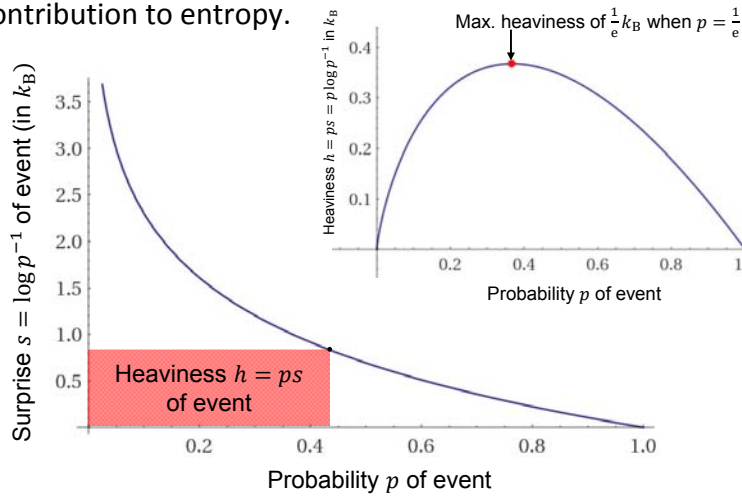 contribution to entropy.
Max. heaviness of 1/e k_B when p = 1/e
0.4
0.3
0.2
0.1
Heaviness h = ps = p log p⁻¹ in k_B
0.2 0.4 0.6 0.8 1.0
Probability p of event
3.5
3.0
2.5
2.0
1.5
1.0
0.5
Surprise s = log p⁻¹ of event (in k_B)
Heaviness h = ps
of event
0.2 0.4 0.6 0.8 1.0
Probability p of event